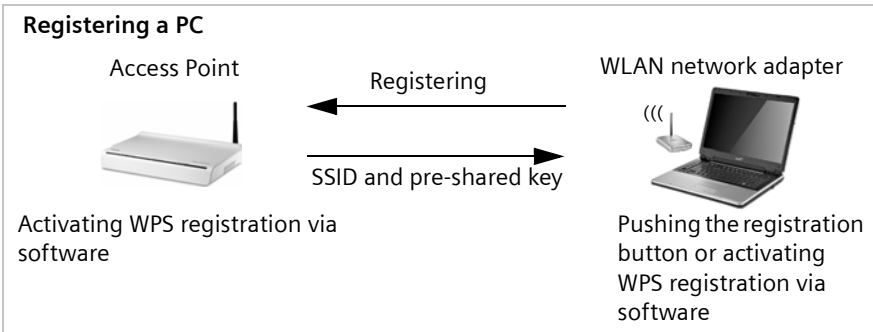 Registering a PC
Access Point
Registering
WLAN network adapter
(((
SSID and pre-shared key
Activating WPS registration via
software
Pushing the registration
button or activating
WPS registration via
software